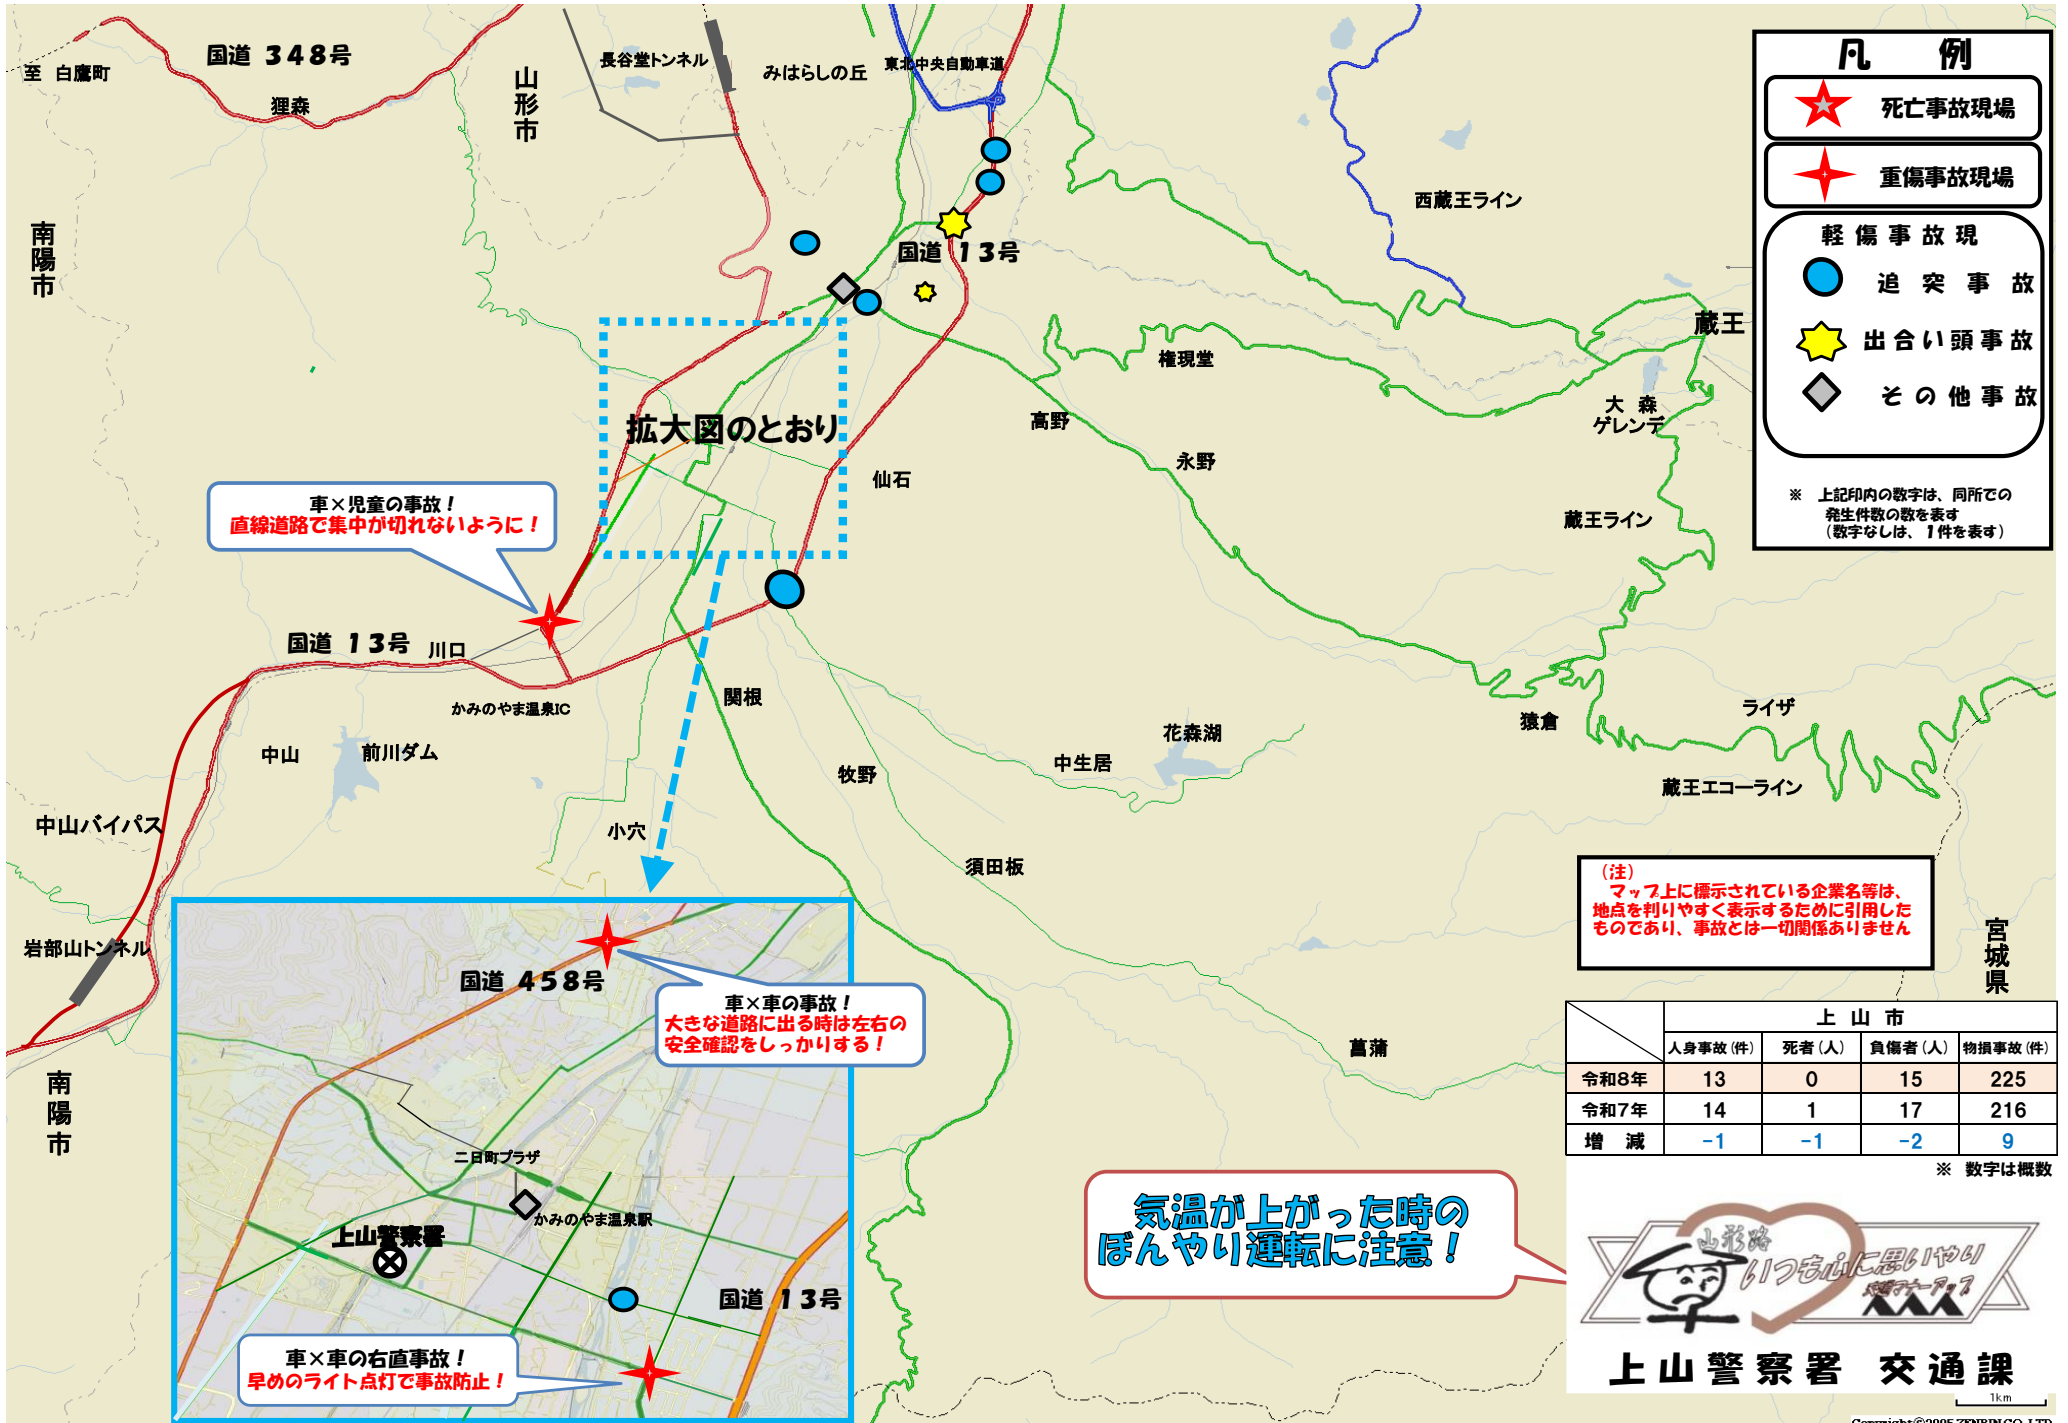 国道 348号
至 白鷹町
狸森
山形市
長谷堂トンネル
みはらしの丘
東北中央自動車道
南陽市
西蔵王ライン
国道 13号
蔵王
権現堂
大森
ゲレンデ
高野
永野
仙石
蔵王ライン
拡大図のとおり
車×児童の事故！
直線道路で集中が切れないように！
国道 13号
川口
かみのやま温泉IC
関根
中山
前川ダム
牧野
中生居
花森湖
猿倉
ライザ
蔵王エコーライン
中山バイパス
小穴
須田板
岩部山トンネル
南陽市
菖蒲
宮城県
凡 例
死亡事故現場
重傷事故現場
軽傷事故現
追突事故
出合い頭事故
その他事故
※ 上記印内の数字は、同所での
発生件数の数を表す
（数字なしは、1件を表す）
（注）
マップ上に標示されている企業名等は、
地点を判りやすく表示するために引用した
ものであり、事故とは一切関係ありません
国道 458号
車×車の事故！
大きな道路に出る時は左右の
安全確認をしっかりする！
二日町プラザ
かみのやま温泉駅
上山警察署
国道 13号
車×車の右直事故！
早めのライト点灯で事故防止！
上山市
人身事故（件） 死者（人） 負傷者（人） 物損事故（件）
令和8年 13 0 15 225
令和7年 14 1 17 216
増減 -1 -1 -2 9
※ 数字は概数
気温が上がった時の
ぼんやり運転に注意！
山形路
いつも心に思いやり
交通マナーアップ
上山警察署 交通課
1km
Copyright©2005 ZENRIN CO.,LTD